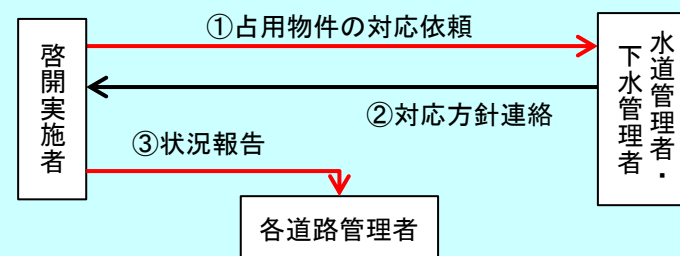 ①占用物件の対応依頼
啓開実施者
水道管理者・
下水管理者
②対応方針連絡
③状況報告
各道路管理者